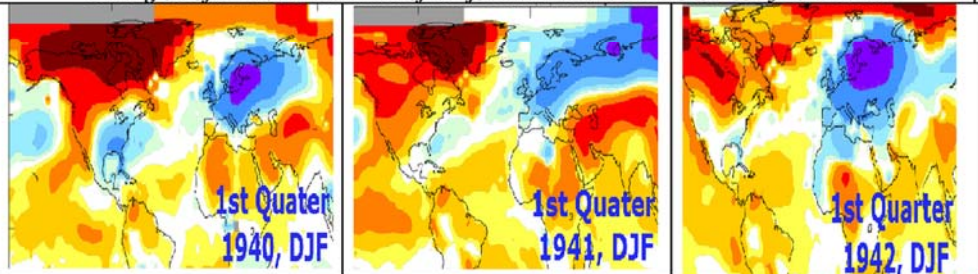 1st Quater
1940, DJF
1st Quater
1941, DJF
1st Quarter
1942, DJF